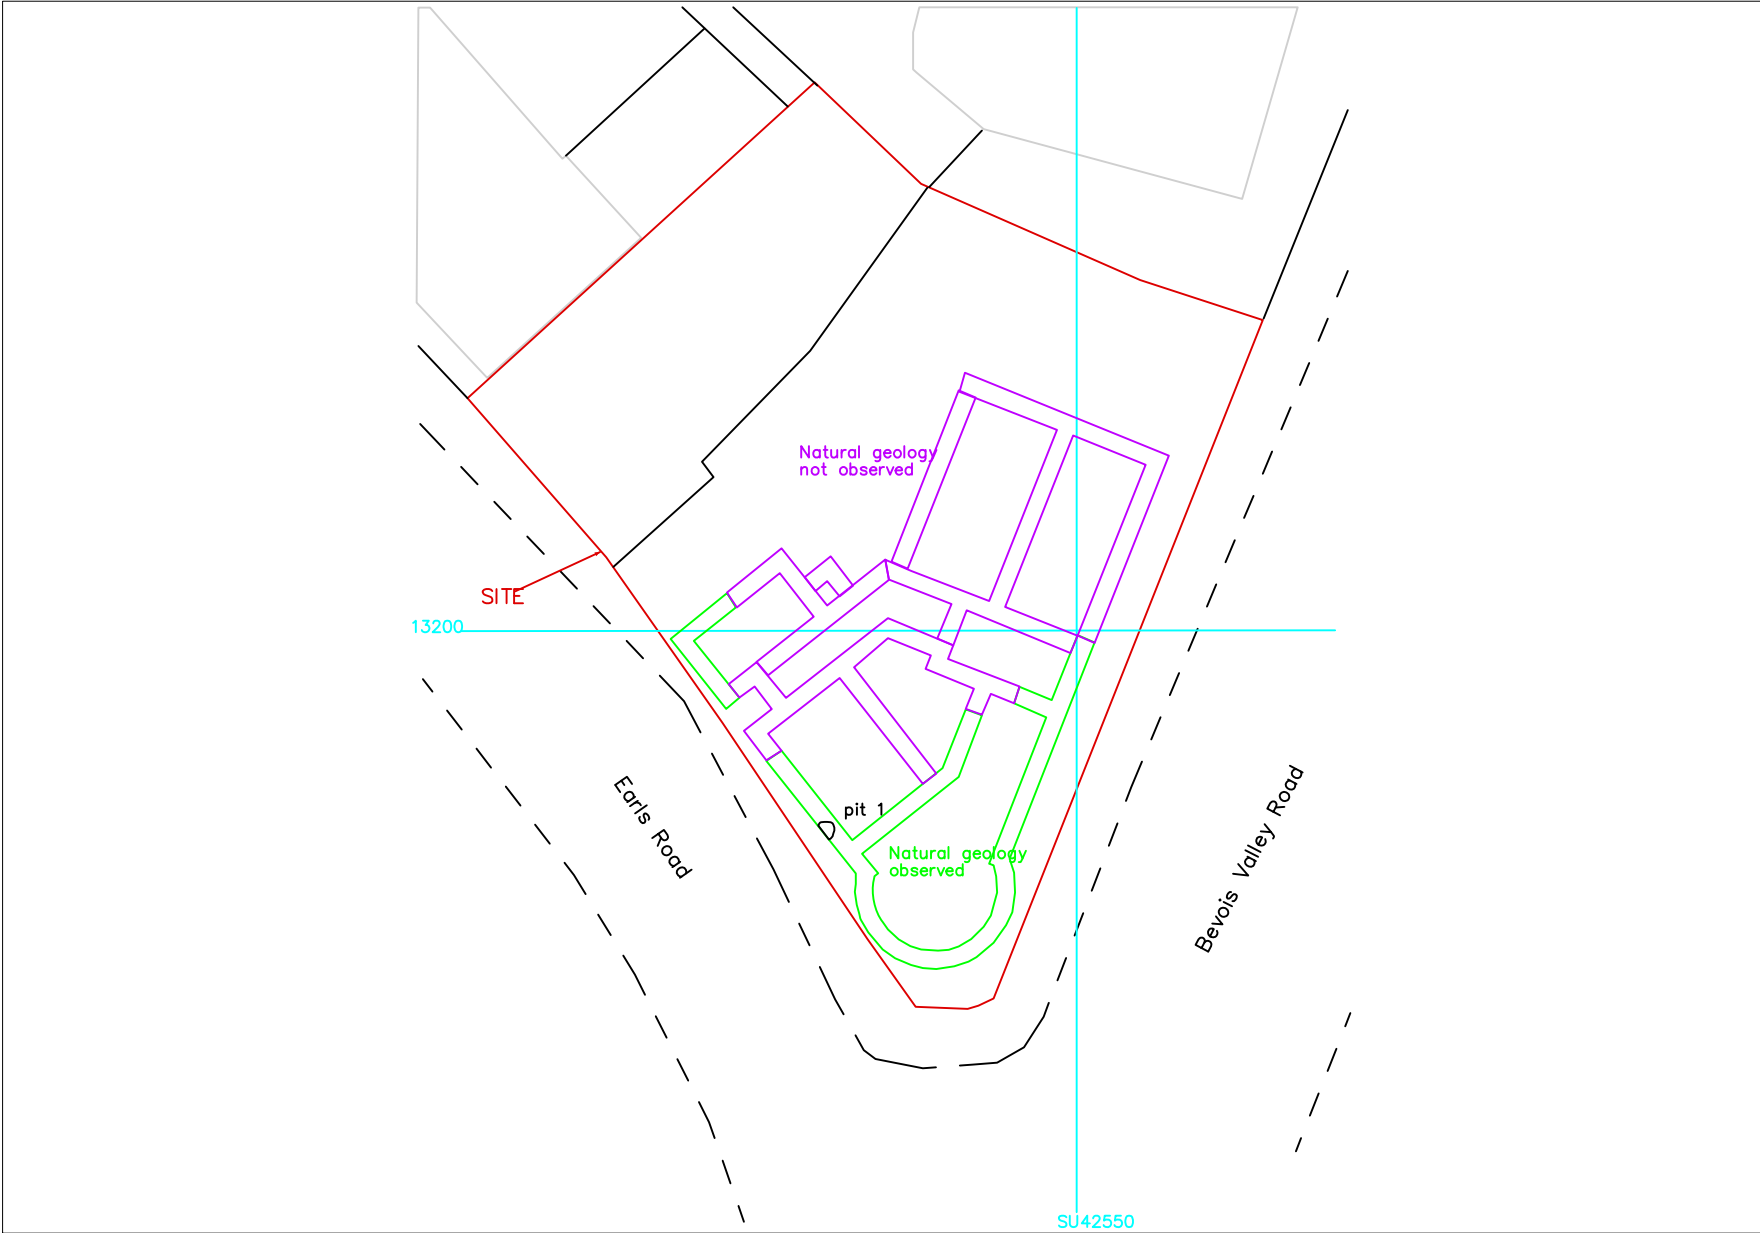 Natural geology
not observed
SITE
13200
Earls Road
pit 1
Natural geology
observed
Bevois Valley Road
SU42550